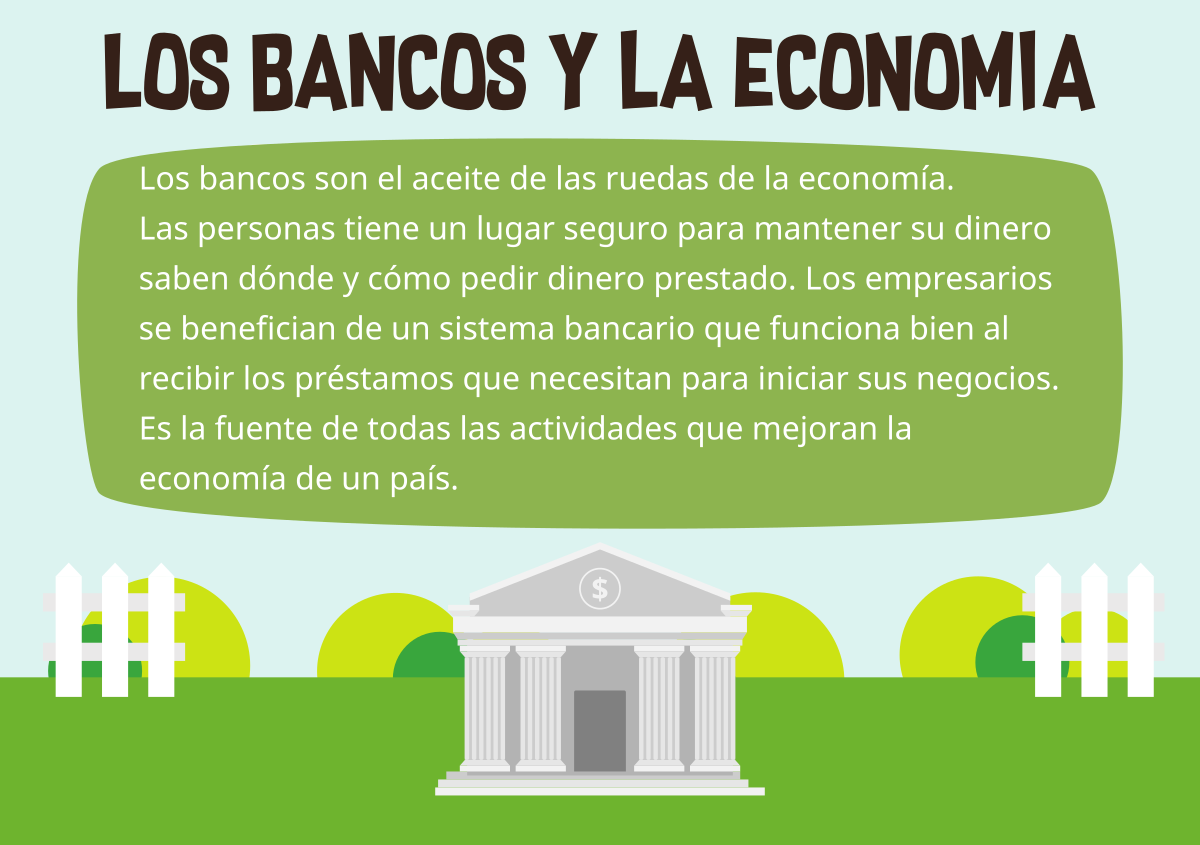 LOS BANCOS Y LA ECONOMIA
Los bancos son el aceite de las ruedas de la economía.
Las personas tiene un lugar seguro para mantener su dinero
saben dónde y cómo pedir dinero prestado. Los empresarios
se benefician de un sistema bancario que funciona bien al
recibir los préstamos que necesitan para iniciar sus negocios.
Es la fuente de todas las actividades que mejoran la
economía de un país.
$